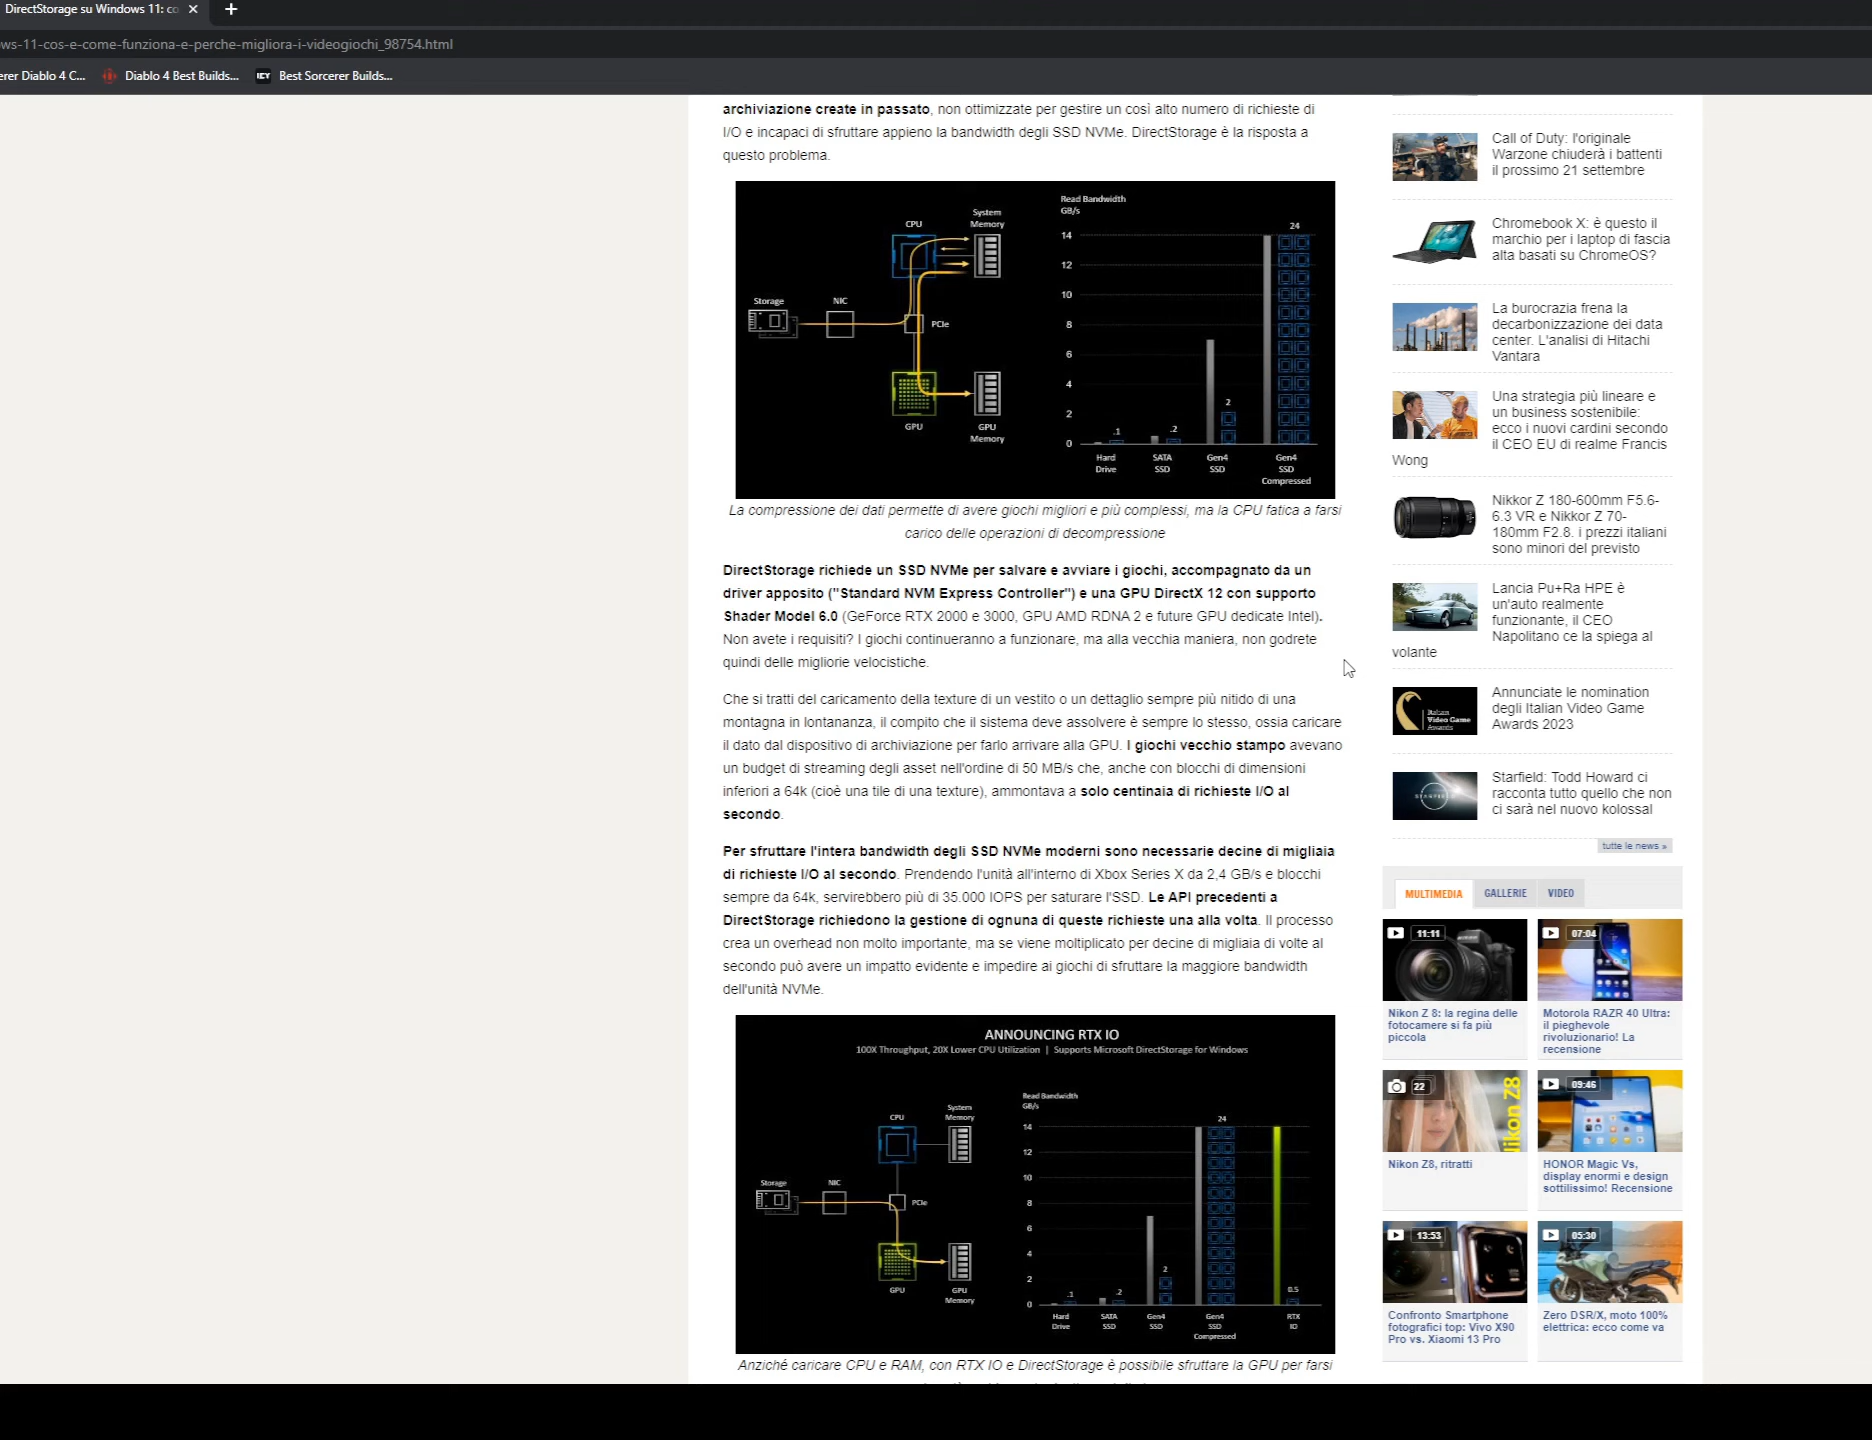 DirectStorage su Windows 11: co
ws-11-cos-e-come-funziona-e-perche-migliora-i-videogiochi_98754.html
erer Diablo 4 C...
Diablo 4 Best Builds...
ICY
Best Sorcerer Builds...
archiviazione create in passato, non ottimizzate per gestire un così alto numero di richieste di
I/O e incapaci di sfruttare appieno la bandwidth degli SSD NVMe. DirectStorage è la risposta a
questo problema.
Storage
NIC
CPU
System
Memory
PCIe
GPU
GPU
Memory
Read Bandwidth
GB/s
14
12
10
8
6
4
2
0
.1
.2
2
24
Hard
Drive
SATA
SSD
Gen4
SSD
Gen4
SSD
Compressed
La compressione dei dati permette di avere giochi migliori e più complessi, ma la CPU fatica a farsi
carico delle operazioni di decompressione
DirectStorage richiede un SSD NVMe per salvare e avviare i giochi, accompagnato da un
driver apposito ("Standard NVM Express Controller") e una GPU DirectX 12 con supporto
Shader Model 6.0 (GeForce RTX 2000 e 3000, GPU AMD RDNA 2 e future GPU dedicate Intel).
Non avete i requisiti? I giochi continueranno a funzionare, ma alla vecchia maniera, non godrete
quindi delle migliorie velocistiche.
Che si tratti del caricamento della texture di un vestito o un dettaglio sempre più nitido di una
montagna in lontananza, il compito che il sistema deve assolvere è sempre lo stesso, ossia caricare
il dato dal dispositivo di archiviazione per farlo arrivare alla GPU. I giochi vecchio stampo avevano
un budget di streaming degli asset nell'ordine di 50 MB/s che, anche con blocchi di dimensioni
inferiori a 64k (cioè una tile di una texture), ammontava a solo centinaia di richieste I/O al
secondo.
Per sfruttare l'intera bandwidth degli SSD NVMe moderni sono necessarie decine di migliaia
di richieste I/O al secondo. Prendendo l'unità all'interno di Xbox Series X da 2,4 GB/s e blocchi
sempre da 64k, servirebbero più di 35.000 IOPS per saturare l'SSD. Le API precedenti a
DirectStorage richiedono la gestione di ognuna di queste richieste una alla volta. Il processo
crea un overhead non molto importante, ma se viene moltiplicato per decine di migliaia di volte al
secondo può avere un impatto evidente e impedire ai giochi di sfruttare la maggiore bandwidth
dell'unità NVMe.
ANNOUNCING RTX IO
100X Throughput, 20X Lower CPU Utilization | Supports Microsoft DirectStorage for Windows
Storage
NIC
CPU
System
Memory
PCIe
GPU
GPU
Memory
Read Bandwidth
GB/s
14
12
10
8
6
4
2
0
.1
.2
2
24
0.5
Hard
Drive
SATA
SSD
Gen4
SSD
Gen4
SSD
Compressed
RTX
IO
Anziché caricare CPU e RAM, con RTX IO e DirectStorage è possibile sfruttare la GPU per farsi
Call of Duty: l'originale
Warzone chiuderà i battenti
il prossimo 21 settembre
Chromebook X: è questo il
marchio per i laptop di fascia
alta basati su ChromeOS?
La burocrazia frena la
decarbonizzazione dei data
center. L'analisi di Hitachi
Vantara
Una strategia più lineare e
un business sostenibile:
ecco i nuovi cardini secondo
il CEO EU di realme Francis
Wong
Nikkor Z 180-600mm F5.6-
6.3 VR e Nikkor Z 70-
180mm F2.8. i prezzi italiani
sono minori del previsto
Lancia Pu+Ra HPE è
un'auto realmente
funzionante, il CEO
Napolitano ce la spiega al
volante
Italian
Video Game
Awards
Annunciate le nomination
degli Italian Video Game
Awards 2023
STARFIELD
Starfield: Todd Howard ci
racconta tutto quello che non
ci sarà nel nuovo kolossal
tutte le news »
MULTIMEDIA
GALLERIE
VIDEO
11:11
Nikon Z 8: la regina delle
fotocamere si fa più
piccola
07:04
Motorola RAZR 40 Ultra:
il pieghevole
rivoluzionario! La
recensione
22
Nikon Z8
Nikon Z8, ritratti
09:46
HONOR Magic Vs,
display enormi e design
sottilissimo! Recensione
13:53
Confronto Smartphone
fotografici top: Vivo X90
Pro vs. Xiaomi 13 Pro
05:30
Zero DSR/X, moto 100%
elettrica: ecco come va